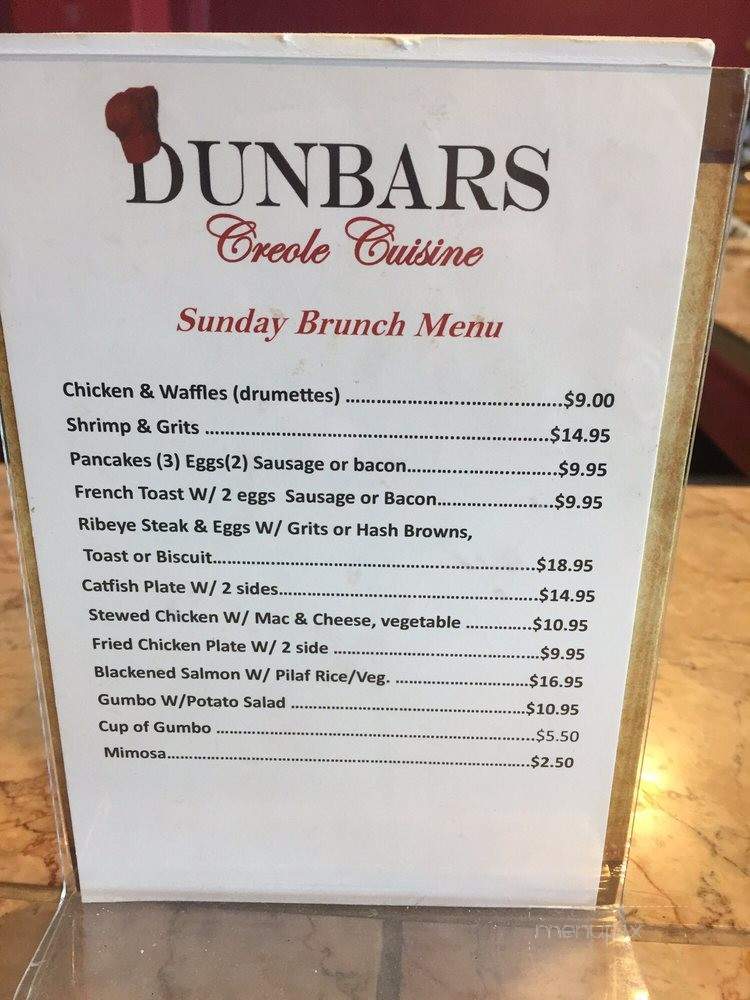 DUNBARS
Creole Cuisine
Sunday Brunch Menu
Chicken & Waffles (drumettes) ........................................$9.00
Shrimp & Grits ...............................................................$14.95
Pancakes (3) Eggs(2) Sausage or bacon............................$9.95
French Toast W/ 2 eggs  Sausage or Bacon......................$9.95
Ribeye Steak & Eggs W/ Grits or Hash Browns,
Toast or Biscuit.............................................................$18.95
Catfish Plate W/ 2 sides.................................................$14.95
Stewed Chicken W/ Mac & Cheese, vegetable .............$10.95
Fried Chicken Plate W/ 2 side ........................................$9.95
Blackened Salmon W/ Pilaf Rice/Veg. ..........................$16.95
Gumbo W/Potato Salad ...............................................$10.95
Cup of Gumbo ................................................................$5.50
Mimosa..........................................................................$2.50
menupix